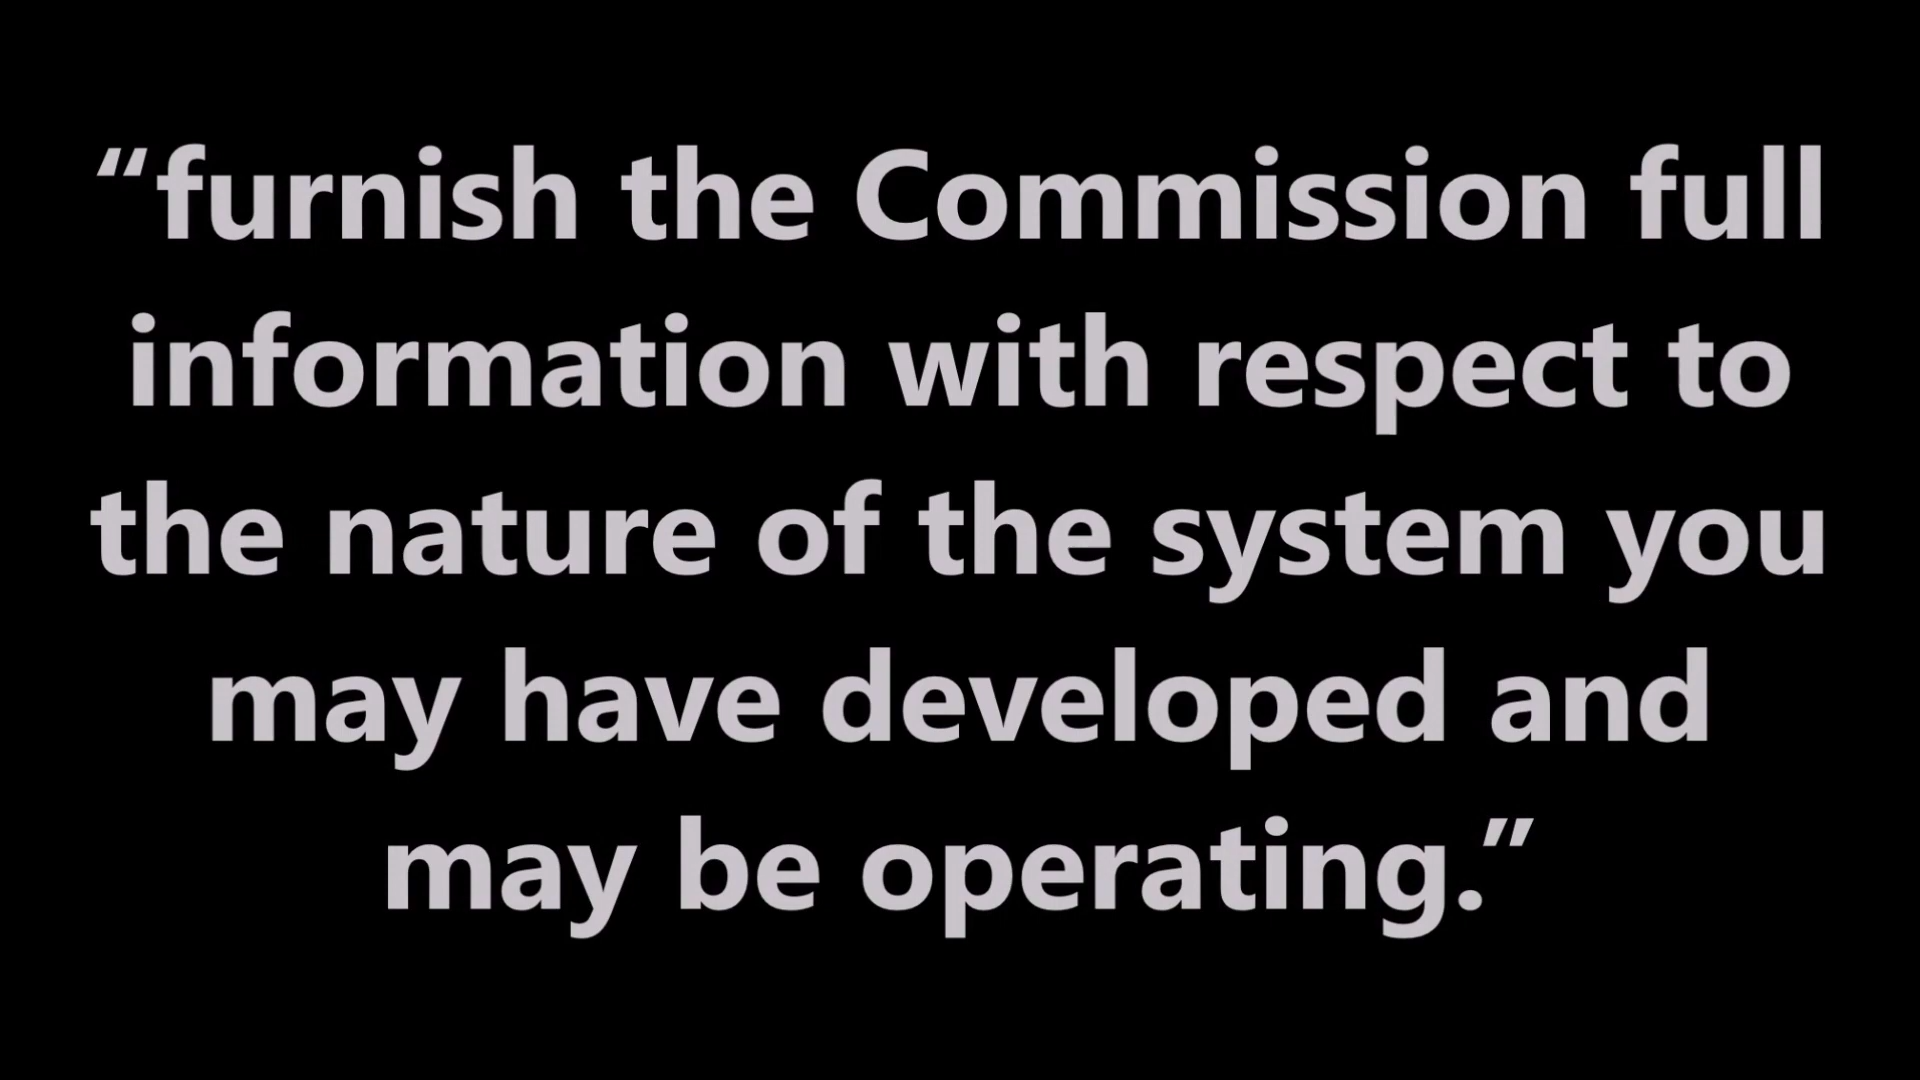 “furnish the Commission full
information with respect to
the nature of the system you
may have developed and
may be operating.”